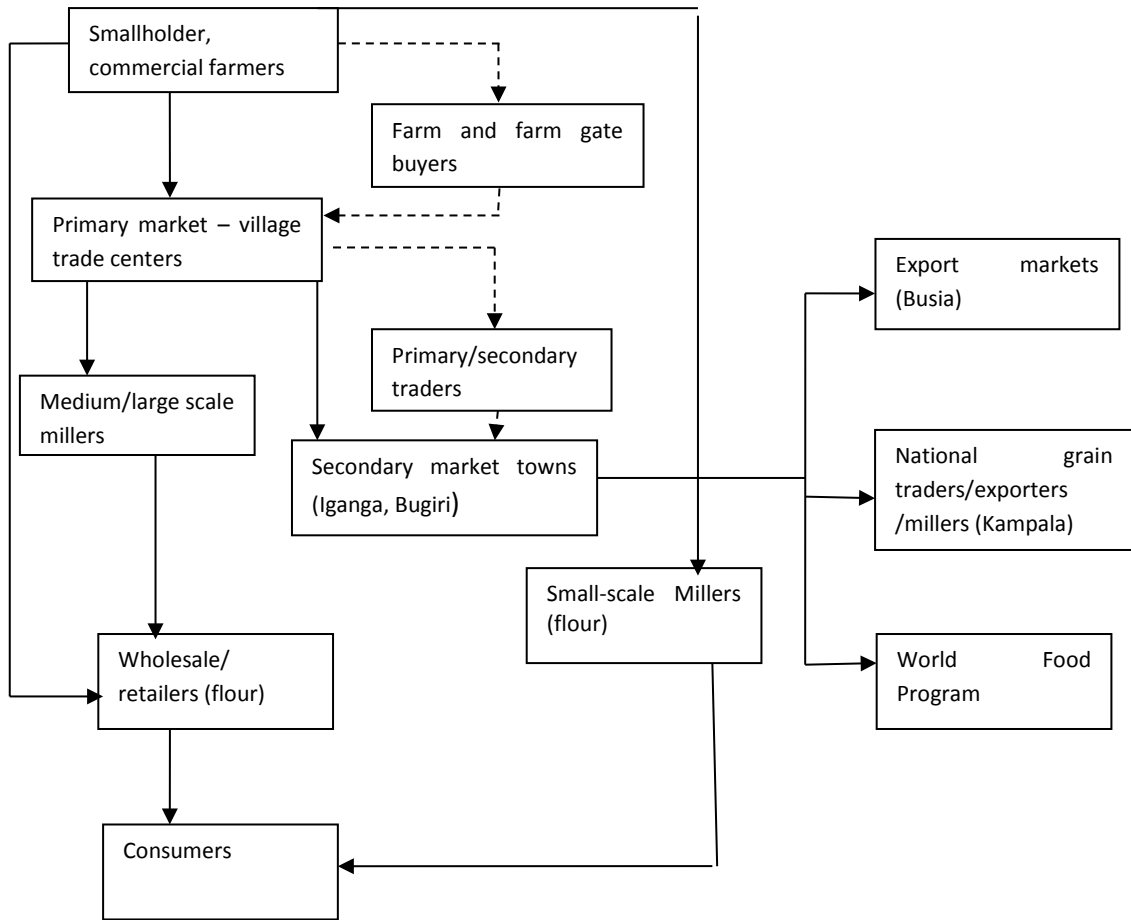 Smallholder,
commercial farmers
Farm and farm gate
buyers
Primary market – village
trade centers
Export markets
(Busia)
Primary/secondary
traders
Medium/large scale
millers
Secondary market towns
(Iganga, Bugiri)
National grain
traders/exporters
/millers (Kampala)
Small-scale Millers
(flour)
Wholesale/
retailers (flour)
World Food
Program
Consumers